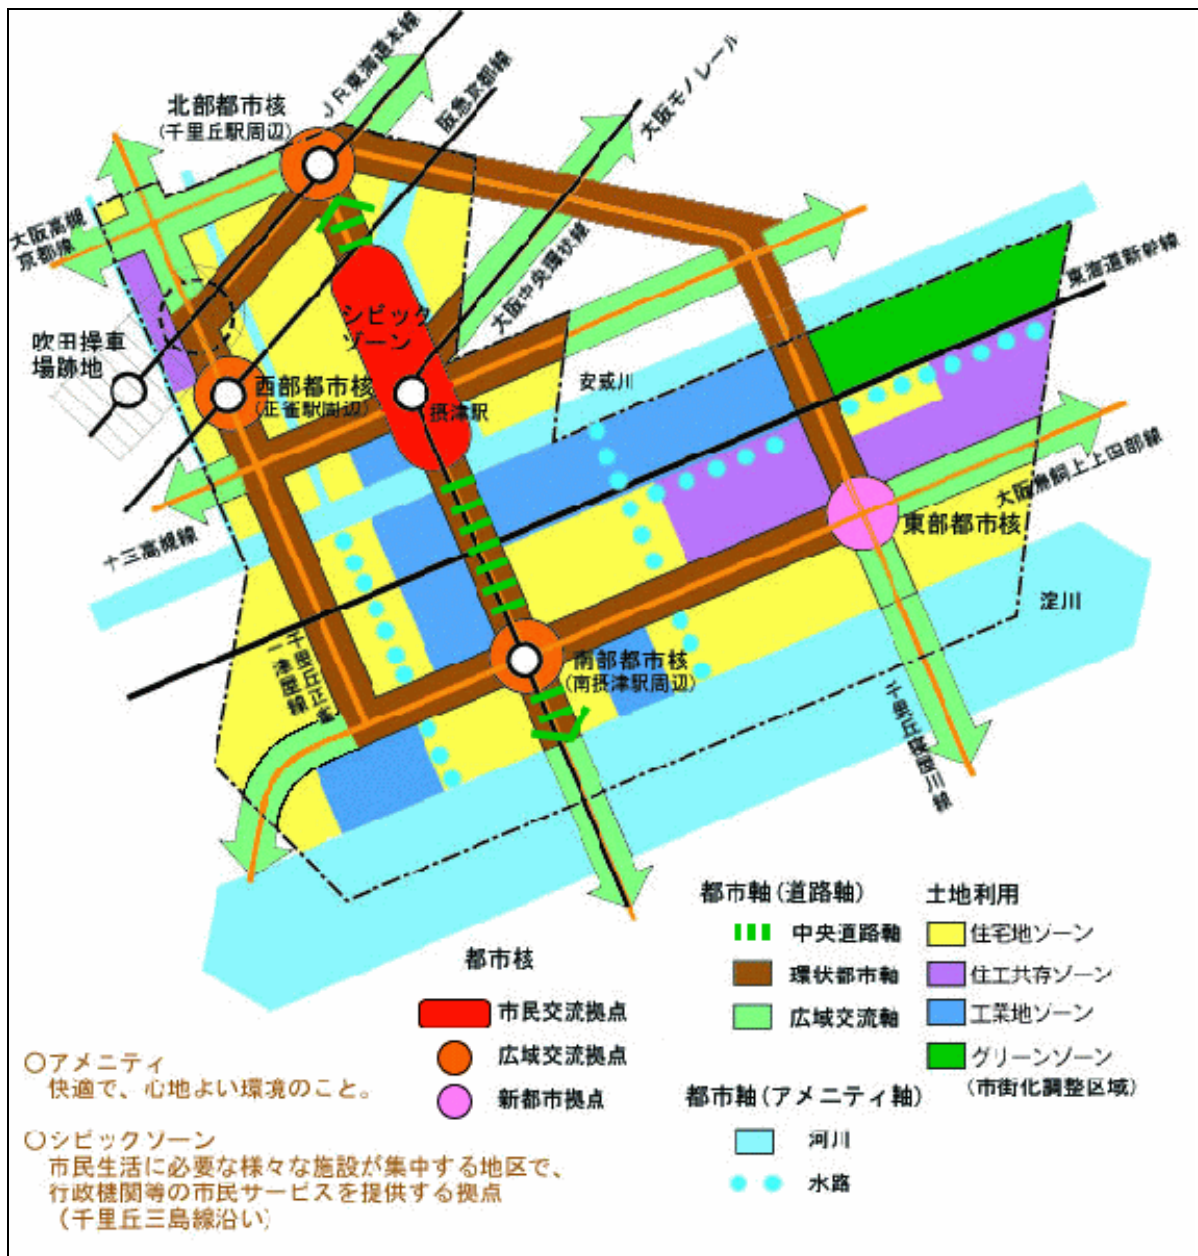 JR東海道本線
阪急京都線
大阪モノレール
北部都市核
(千里丘駅周辺)
大阪高槻
京都線
大阪中央環状線
東海道新幹線
シビック
ゾーン
吹田操車
場跡地
西部都市核
(正雀駅周辺)
摂津駅
安威川
大阪鳥飼上上田部線
東部都市核
十三高槻線
淀川
千里丘正雀
一津屋線
南部都市核
(南摂津駅周辺)
千里丘寝屋川線
都市核
市民交流拠点
広域交流拠点
新都市拠点
都市軸(道路軸)
中央道路軸
環状都市軸
広域交流軸
土地利用
住宅地ゾーン
住工共存ゾーン
工業地ゾーン
グリーンゾーン
(市街化調整区域)
都市軸(アメニティ軸)
河川
水路
○アメニティ
快適で、心地よい環境のこと。
○シビックゾーン
市民生活に必要な様々な施設が集中する地区で、
行政機関等の市民サービスを提供する拠点
(千里丘三島線沿い)